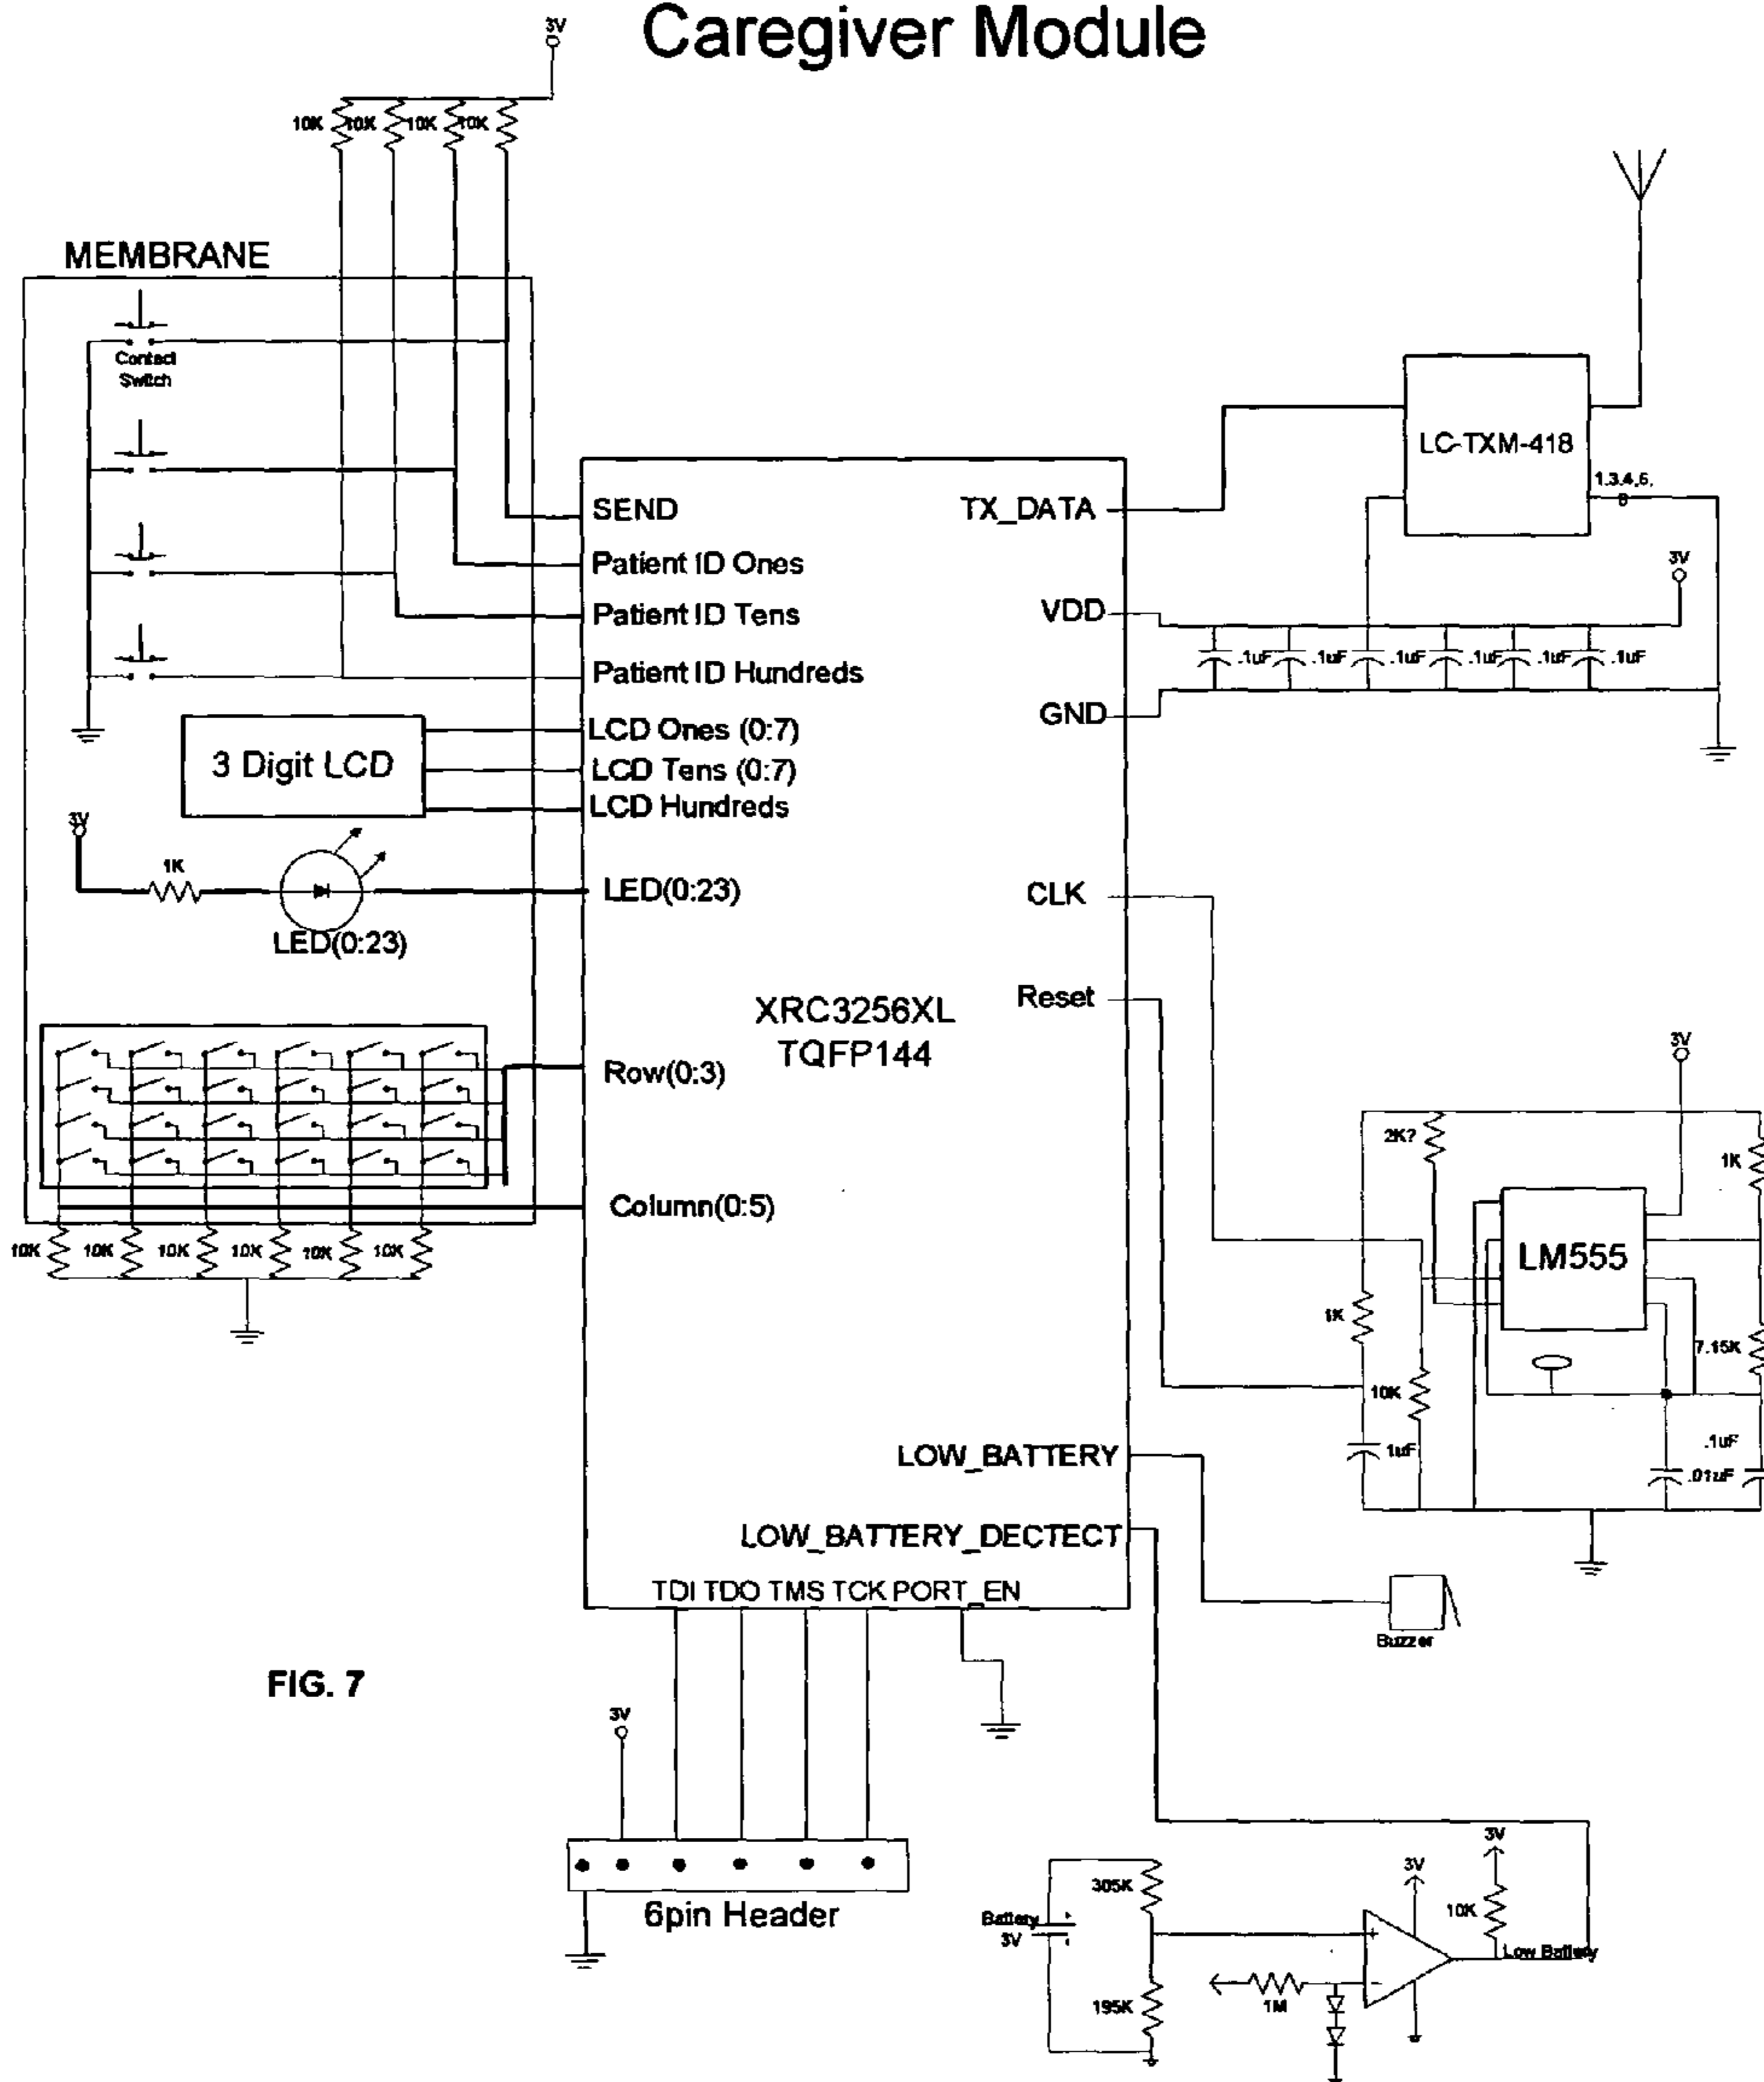 Caregiver Module
3V
10K 10K 10K 10K
MEMBRANE
Contact
Switch
LC-TXM-418
1.3.4,6,
8
SEND
TX_DATA
Patient ID Ones
3V
Patient ID Tens
VDD
.1uF .1uF .1uF .1uF .1uF .1uF
Patient ID Hundreds
GND
LCD Ones (0:7)
3 Digit LCD
LCD Tens (0:7)
LCD Hundreds
3V
1K
LED(0:23)
CLK
LED(0:23)
Reset
XRC3256XL
TQFP144
3V
Row(0:3)
2K?
1K
Column(0:5)
10K 10K 10K 10K 10K 10K
LM555
1K
7.15K
10K
.1uF
1uF
.01uF
LOW_BATTERY
LOW_BATTERY_DECTECT
TDI TDO TMS TCK PORT_EN
Buzzer
FIG. 7
3V
6pin Header
3V
3V
305K
10K
Battery
3V
+
-
Low Battery
1M
195K